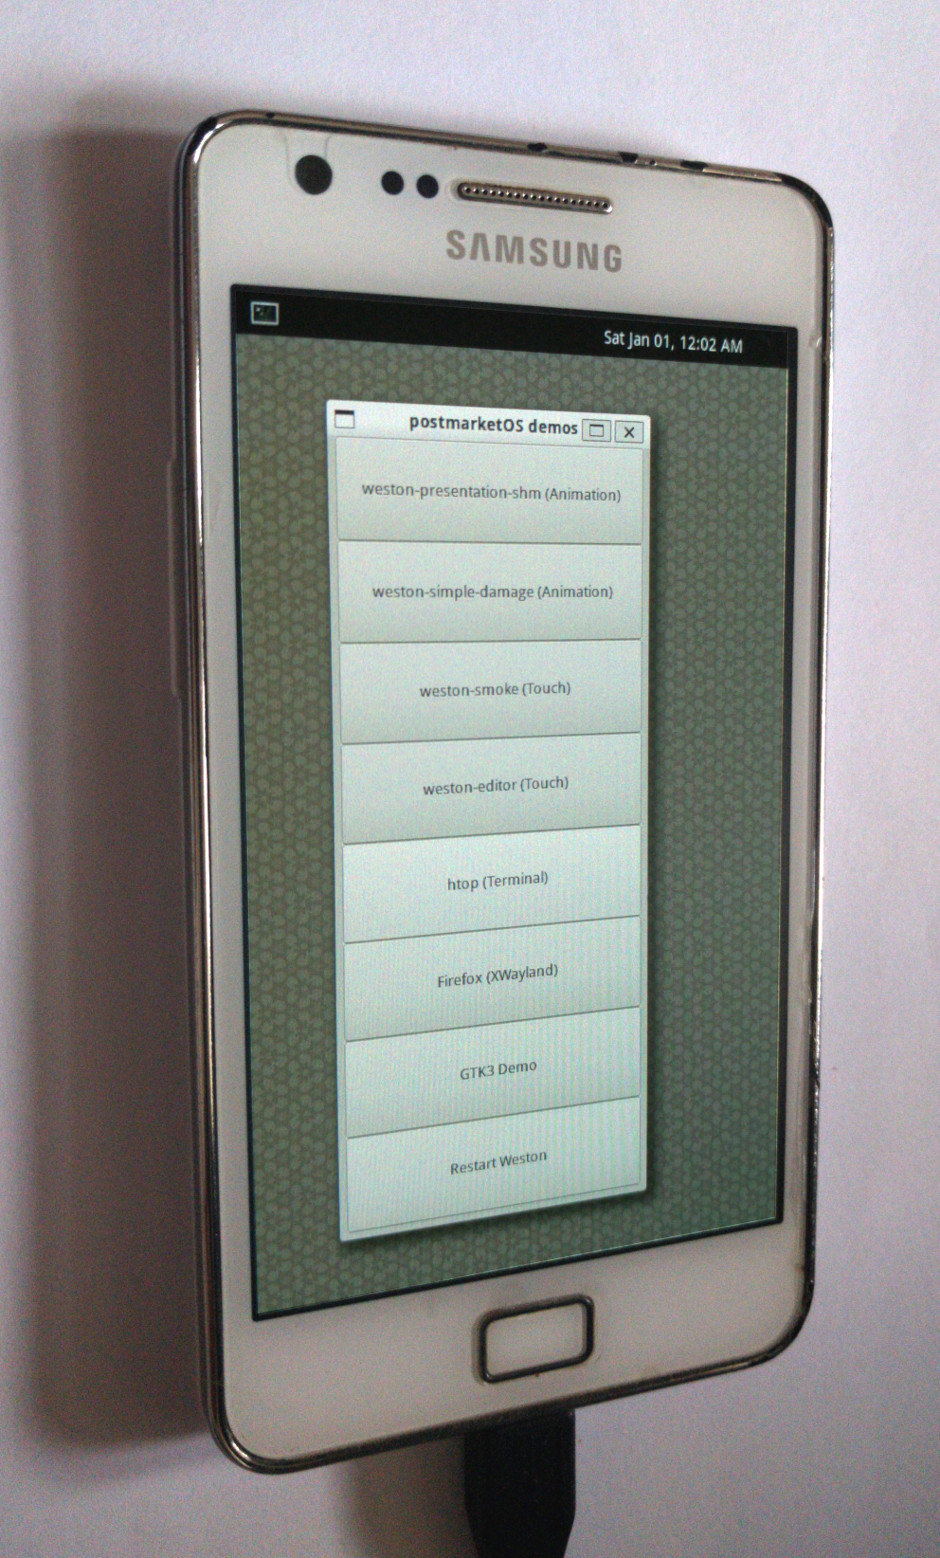 SAMSUNG
Sat Jan 01, 12:02 AM
postmarketOS demos
weston-presentation-shm (Animation)
weston-simple-damage (Animation)
weston-smoke (Touch)
weston-editor (Touch)
htop (Terminal)
Firefox (XWayland)
GTK3 Demo
Restart Weston